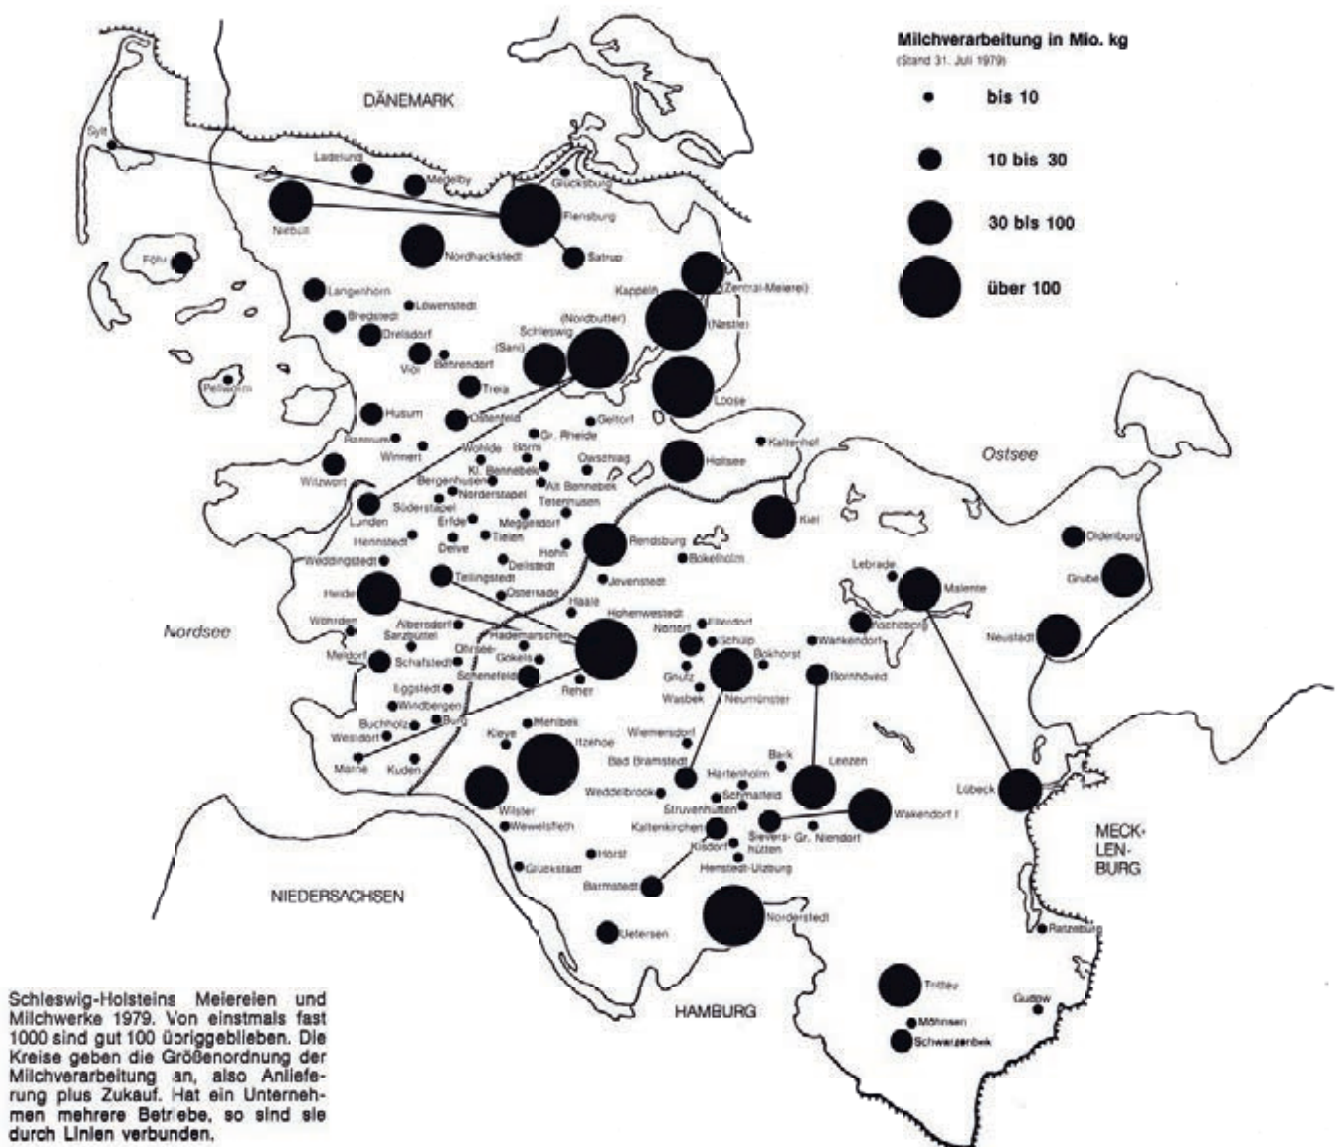 Milchverarbeitung in Mio. kg
(Stand 31. Juli 1979)
bis 10
10 bis 30
30 bis 100
über 100
DÄNEMARK
Sylt
Ladelund
Medelby
Glücksburg
Niebüll
Flensburg
Nordhackstedt
Satrup
Föhr
Langenhorn
Löwenstedt
Bredstedt
Drelsdorf
Viöl
Behrendorf
Treia
Kappeln
(Zentral-Meierei)
(Nestle)
(Nordbutter)
Schleswig
(Sani)
Loose
Pellworm
Husum
Ostenfeld
Geltorf
Gr. Rheide
Winnert
Wohlde
Börm
Kl. Bennebek
Owschlag
Holtsee
Kaltenhof
Ostsee
Witzwort
Bergenhusen
Alt Bennebek
Norderstapel
Süderstapel
Tetenhusen
Lunden
Erfde
Meggerdorf
Kiel
Hennstedt
Delve
Tielen
Hohn
Rendsburg
Bokelholm
Oldenburg
Weddingstedt
Dellstedt
Tellingstedt
Jevenstedt
Lebrade
Malente
Grube
Heide
Osterrade
Haale
Hohenwestedt
Nordsee
Wöhrden
Albersdorf
Sarzbüttel
Hademarschen
Nortorf
Ellerdorf
Schülp
Wankendorf
Ascheberg
Neustadt
Meldorf
Schafstedt
Gokels
Bokhorst
Schenefeld
Reher
Gnutz
Wasbek
Neumünster
Bornhöved
Eggstedt
Windbergen
Buchholz
Burg
Mehlbek
Kleve
Itzehoe
Wiemersdorf
Marne
Kuden
Bad Bramstedt
Bark
Leezen
Lübeck
Hartenholm
Weddelbrook
Schmalfeld
Struvenhütten
Wilster
Wewelsfleth
Kaltenkirchen
Sievers-
hütten
Gr. Niendorf
Kisdorf
Henstedt-Ulzburg
Horst
Glückstadt
Barmstedt
MECK-
LEN-
BURG
NIEDERSACHSEN
Norderstedt
Uetersen
Ratzeburg
Trittau
Gudow
HAMBURG
Möhnsen
Schwarzenbek
Schleswig-Holsteins Meiereien und
Milchwerke 1979. Von einstmals fast
1000 sind gut 100 übriggeblieben. Die
Kreise geben die Größenordnung der
Milchverarbeitung an, also Anliefe-
rung plus Zukauf. Hat ein Unterneh-
men mehrere Betriebe, so sind sie
durch Linien verbunden.